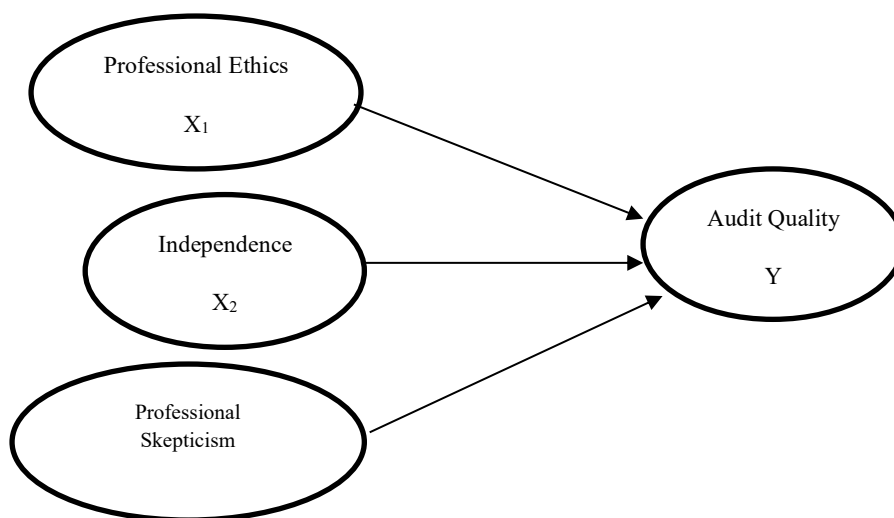 Professional Ethics
X1
Independence
X2
Professional
Skepticism
Audit Quality
Y